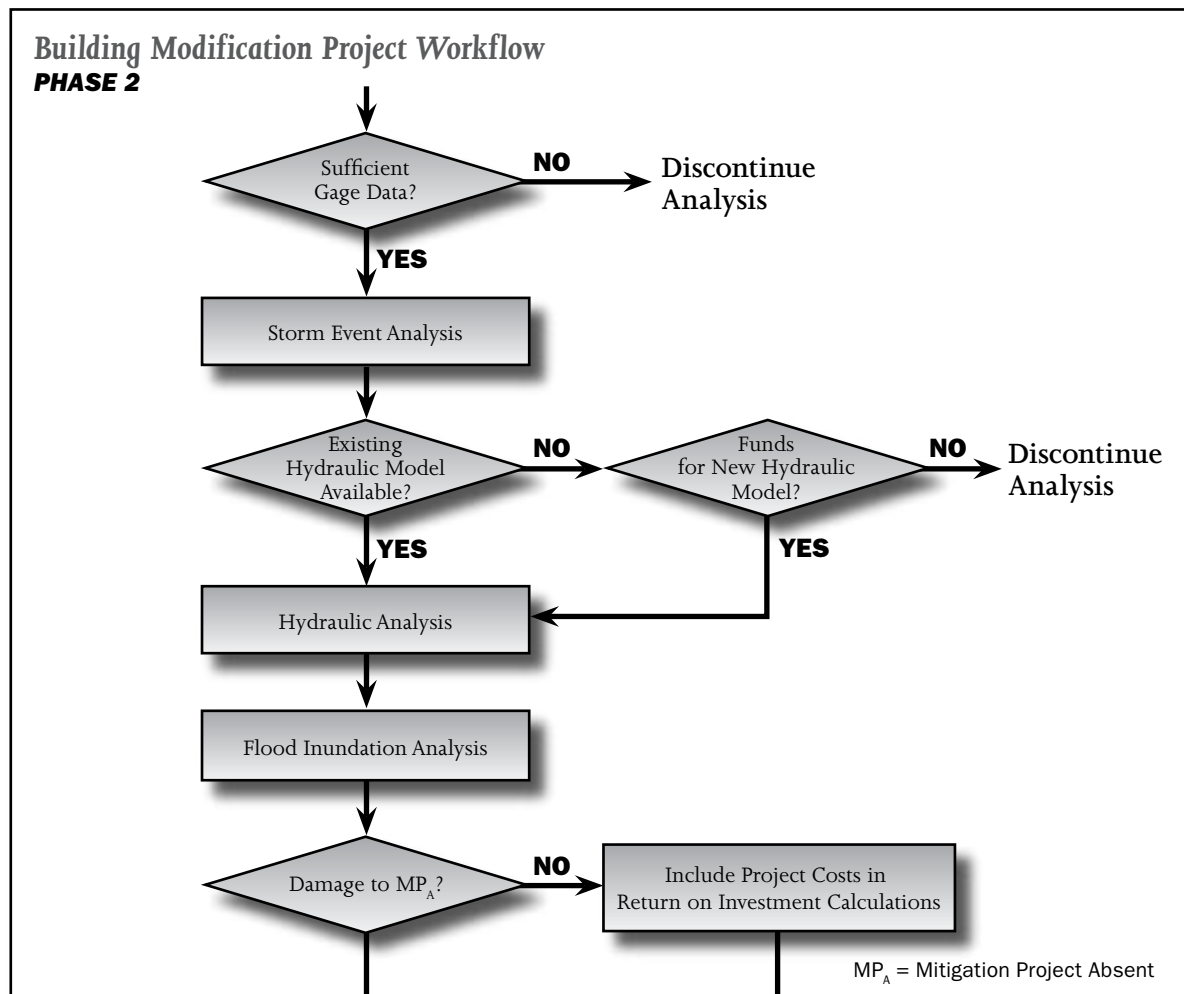 Building Modification Project Workflow
PHASE 2
Sufficient
Gage Data?
NO
Discontinue
Analysis
YES
Storm Event Analysis
Existing
Hydraulic Model
Available?
NO
Funds
for New Hydraulic
Model?
NO
Discontinue
Analysis
YES
YES
Hydraulic Analysis
Flood Inundation Analysis
Damage to MPA?
NO
Include Project Costs in
Return on Investment Calculations
MPA = Mitigation Project Absent